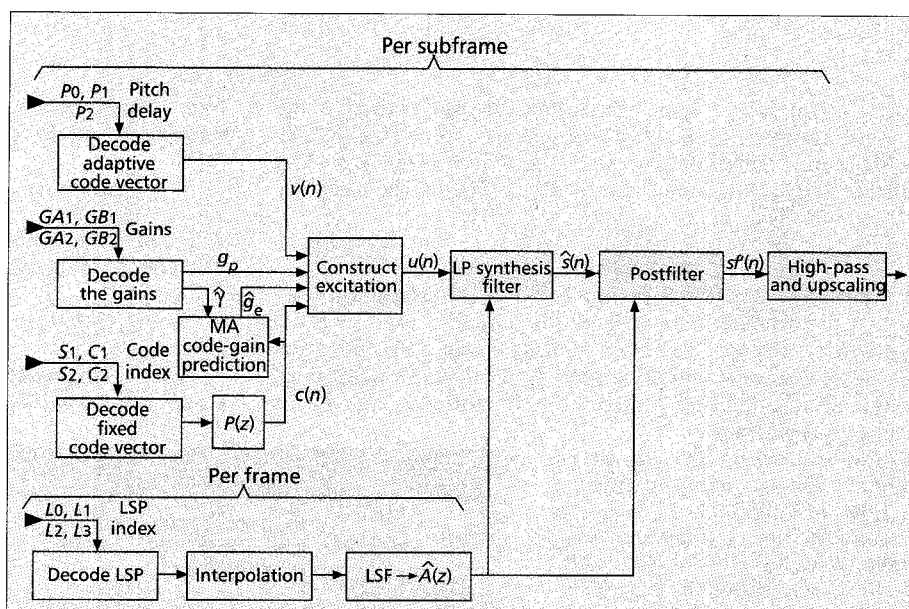 Per subframe
P0, P1
P2
Pitch
delay
Decode
adaptive
code vector
v(n)
GA1, GB1
GA2, GB2
Gains
Decode
the gains
g_p
γ̂
ĝ_e
MA
code-gain
prediction
Construct
excitation
u(n)
LP synthesis
filter
ŝ(n)
Postfilter
sf'(n)
High-pass
and upscaling
S1, C1
S2, C2
Code
index
Decode
fixed
code vector
P(z)
c(n)
Per frame
L0, L1
L2, L3
LSP
index
Decode LSP
Interpolation
LSF → Â(z)